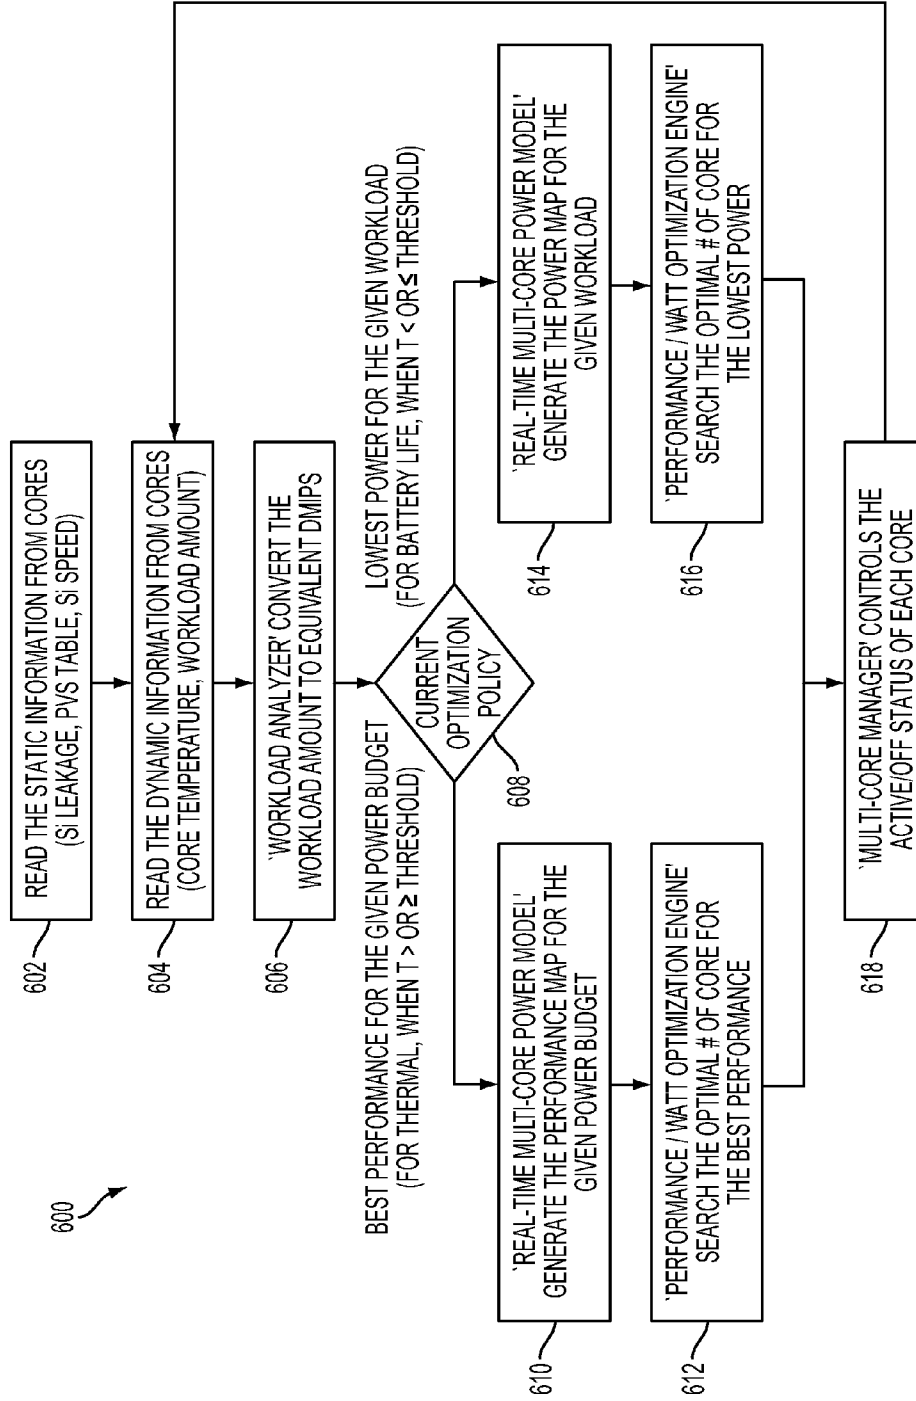 600
602
READ THE STATIC INFORMATION FROM CORES
(Si LEAKAGE, PVS TABLE, Si SPEED)
604
READ THE DYNAMIC INFORMATION FROM CORES
(CORE TEMPERATURE, WORKLOAD AMOUNT)
606
`WORKLOAD ANALYZER' CONVERT THE
WORKLOAD AMOUNT TO EQUIVALENT DMIPS
BEST PERFORMANCE FOR THE GIVEN POWER BUDGET
(FOR THERMAL, WHEN T > OR ≥ THRESHOLD)
LOWEST POWER FOR THE GIVEN WORKLOAD
(FOR BATTERY LIFE, WHEN T < OR ≤ THRESHOLD)
CURRENT
OPTIMIZATION
POLICY
608
610
`REAL-TIME MULTI-CORE POWER MODEL'
GENERATE THE PERFORMANCE MAP FOR THE
GIVEN POWER BUDGET
614
`REAL-TIME MULTI-CORE POWER MODEL'
GENERATE THE POWER MAP FOR THE
GIVEN WORKLOAD
612
`PERFORMANCE / WATT OPTIMIZATION ENGINE'
SEARCH THE OPTIMAL # OF CORE FOR
THE BEST PERFORMANCE
616
`PERFORMANCE / WATT OPTIMIZATION ENGINE'
SEARCH THE OPTIMAL # OF CORE FOR
THE LOWEST POWER
618
`MULTI-CORE MANAGER' CONTROLS THE
ACTIVE/OFF STATUS OF EACH CORE